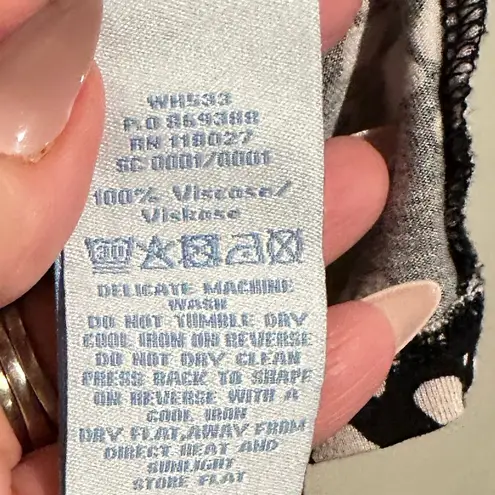 WH533
P.O 869388
RN 118027
SC 0001/0001
100% Viscose/
Viskose
30
DELICATE MACHINE
WASH
DO NOT TUMBLE DRY
COOL IRON ON REVERSE
DO NOT DRY CLEAN
PRESS BACK TO SHAPE
ON REVERSE WITH A
COOL IRON
DRY FLAT,AWAY FROM
DIRECT HEAT AND
SUNLIGHT
STORE FLAT